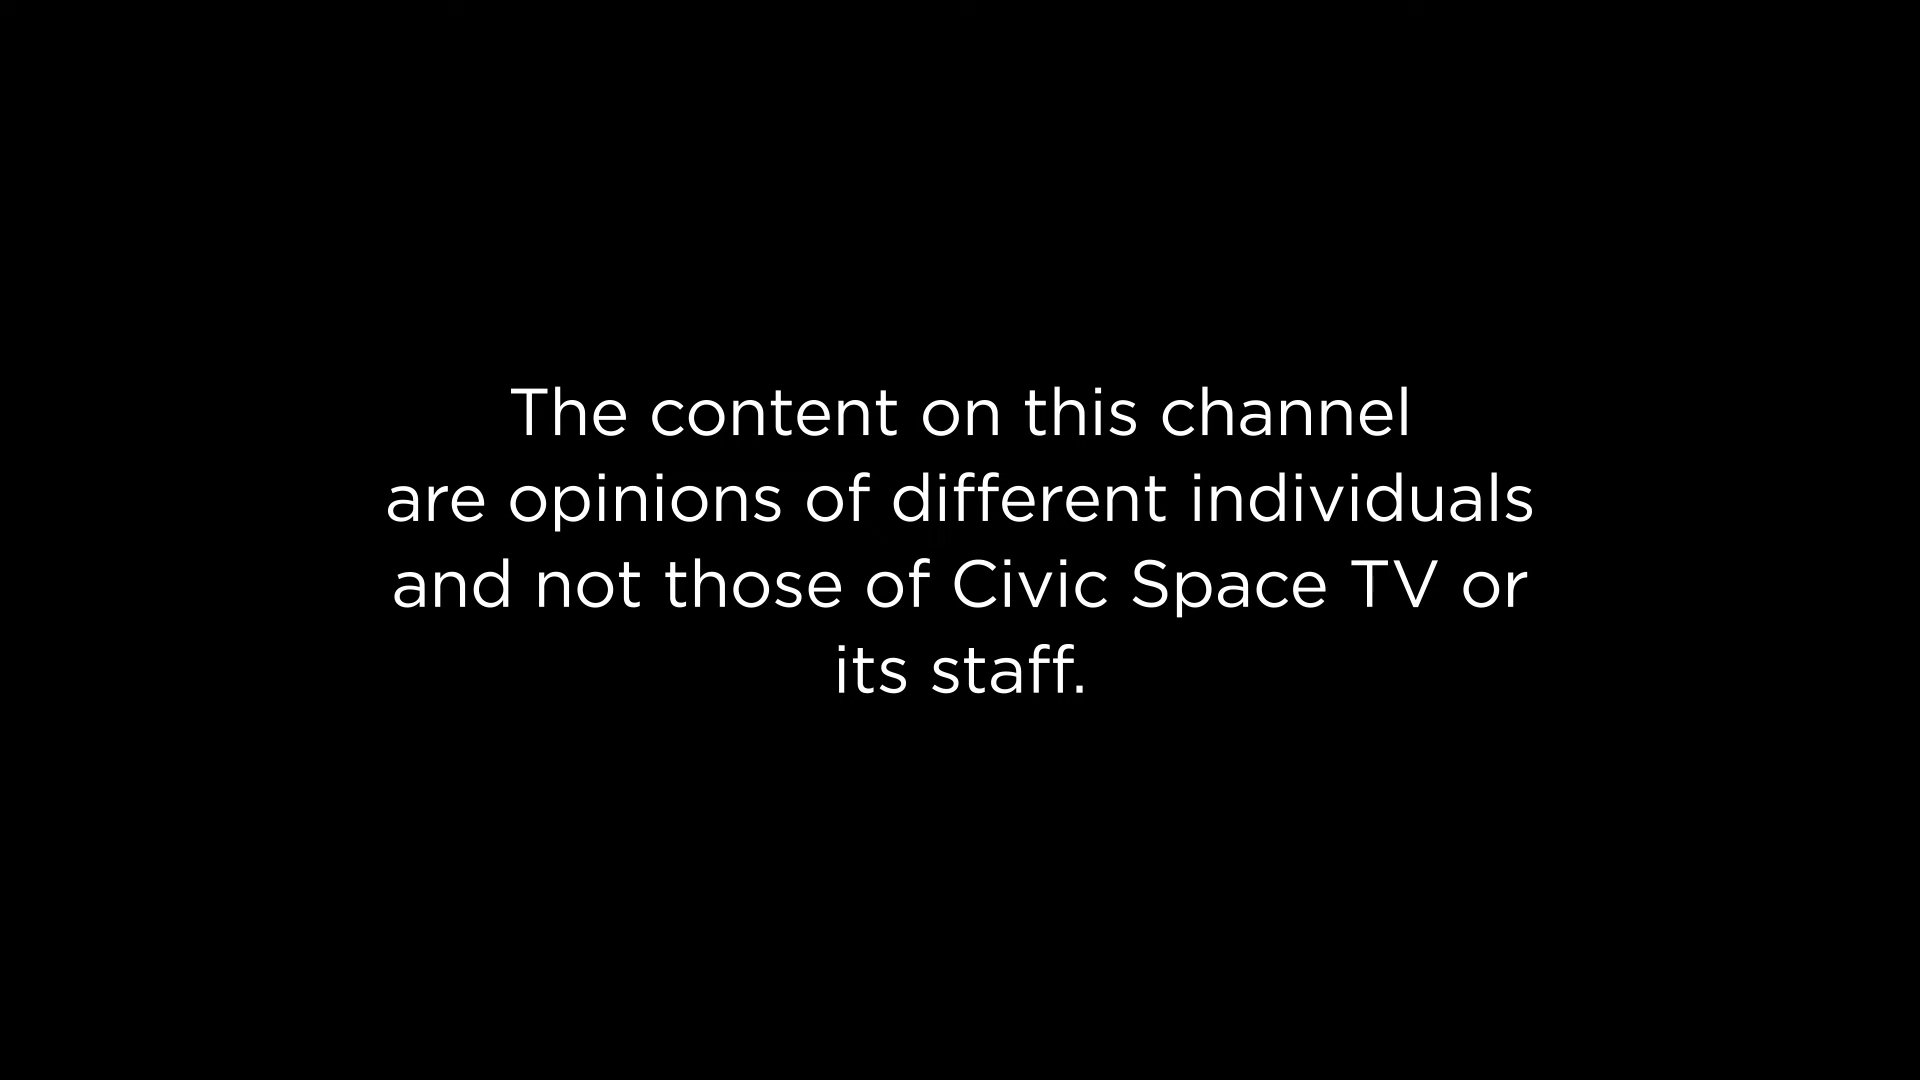 The content on this channel
are opinions of different individuals
and not those of Civic Space TV or
its staff.